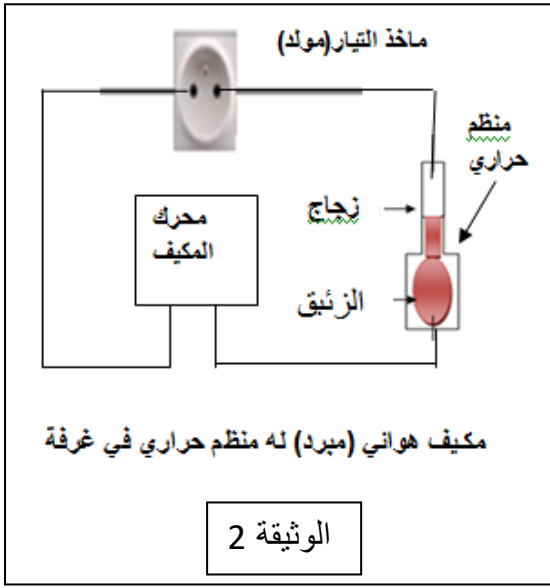 ماخذ التيار(مولد)
منظم
حراري
زجاج
محرك
المكيف
الزئبق
مكيف هوائي (مبرد) له منظم حراري في غرفة
الوثيقة 2